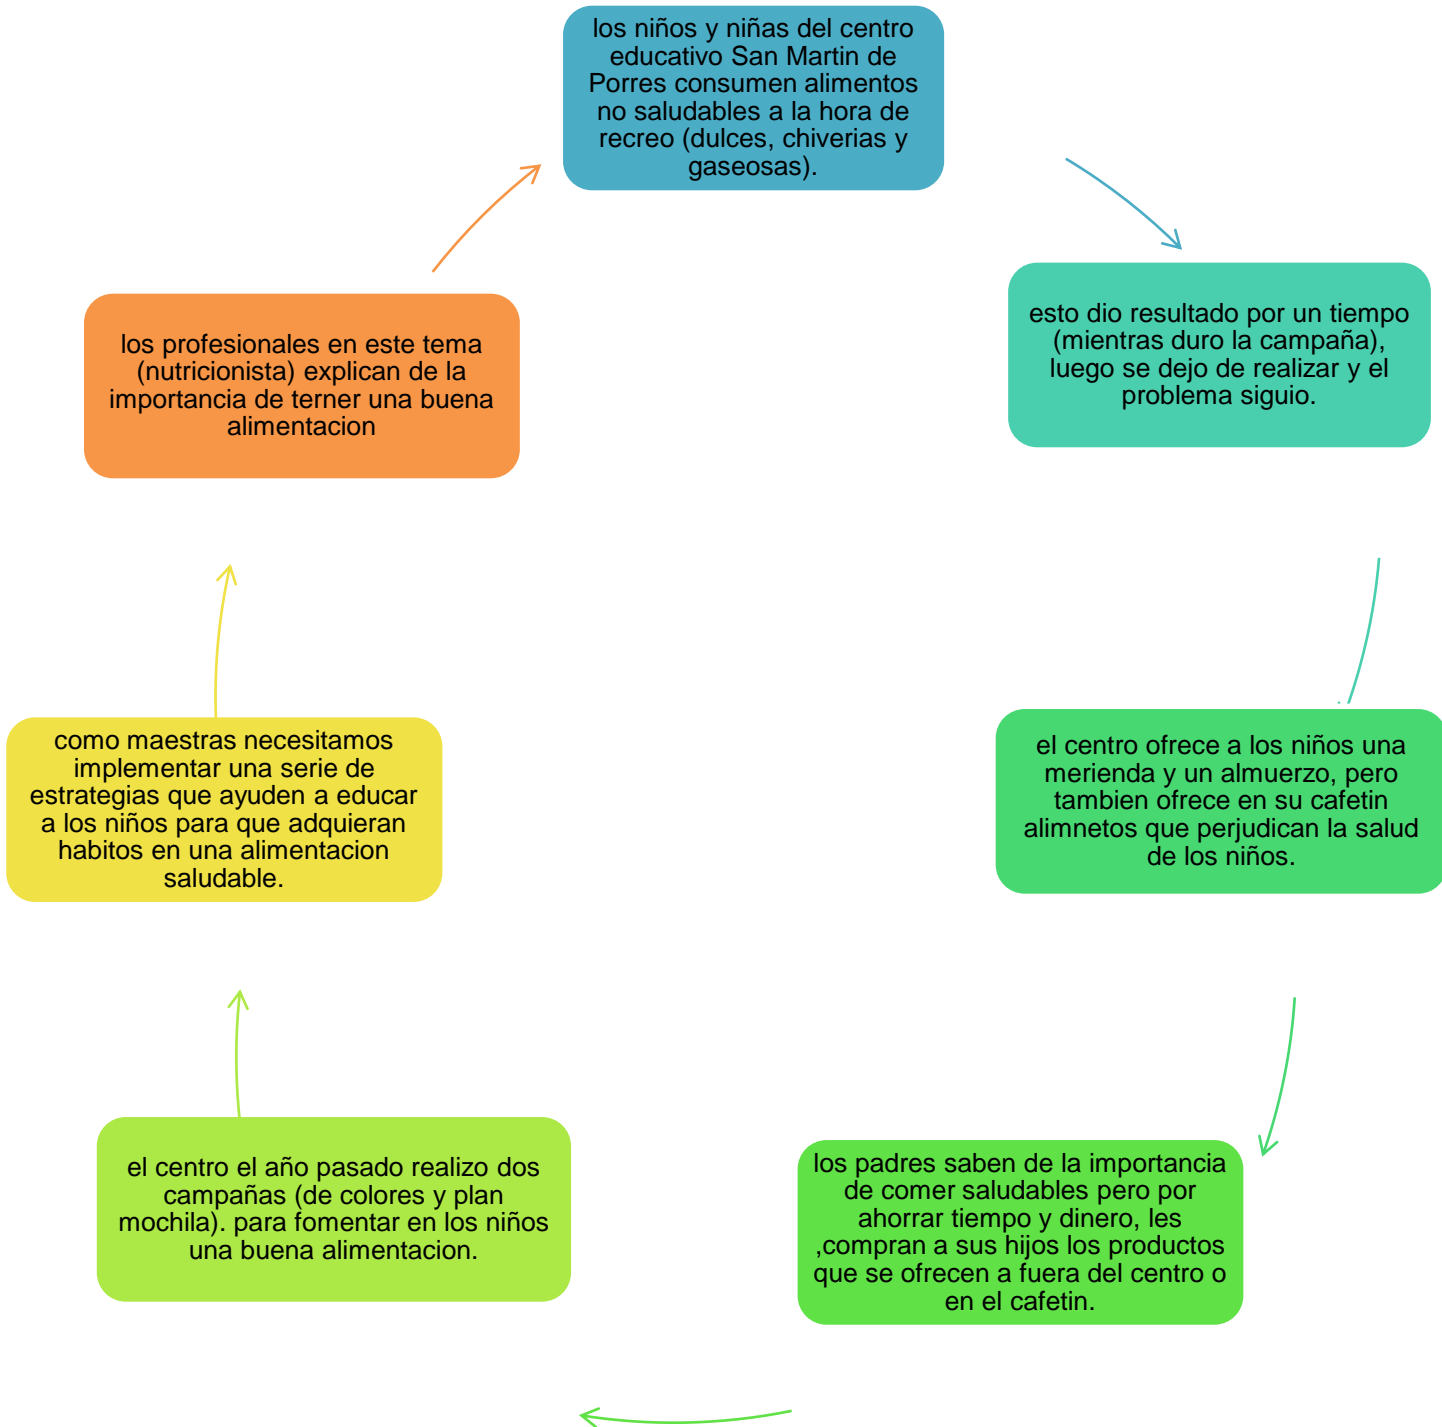 los niños y niñas del centro
educativo San Martin de
Porres consumen alimentos
no saludables a la hora de
recreo (dulces, chiverias y
gaseosas).
esto dio resultado por un tiempo
(mientras duro la campaña),
luego se dejo de realizar y el
problema siguio.
el centro ofrece a los niños una
merienda y un almuerzo, pero
tambien ofrece en su cafetin
alimnetos que perjudican la salud
de los niños.
los padres saben de la importancia
de comer saludables pero por
ahorrar tiempo y dinero, les
,compran a sus hijos los productos
que se ofrecen a fuera del centro o
en el cafetin.
el centro el año pasado realizo dos
campañas (de colores y plan
mochila). para fomentar en los niños
una buena alimentacion.
como maestras necesitamos
implementar una serie de
estrategias que ayuden a educar
a los niños para que adquieran
habitos en una alimentacion
saludable.
los profesionales en este tema
(nutricionista) explican de la
importancia de terner una buena
alimentacion